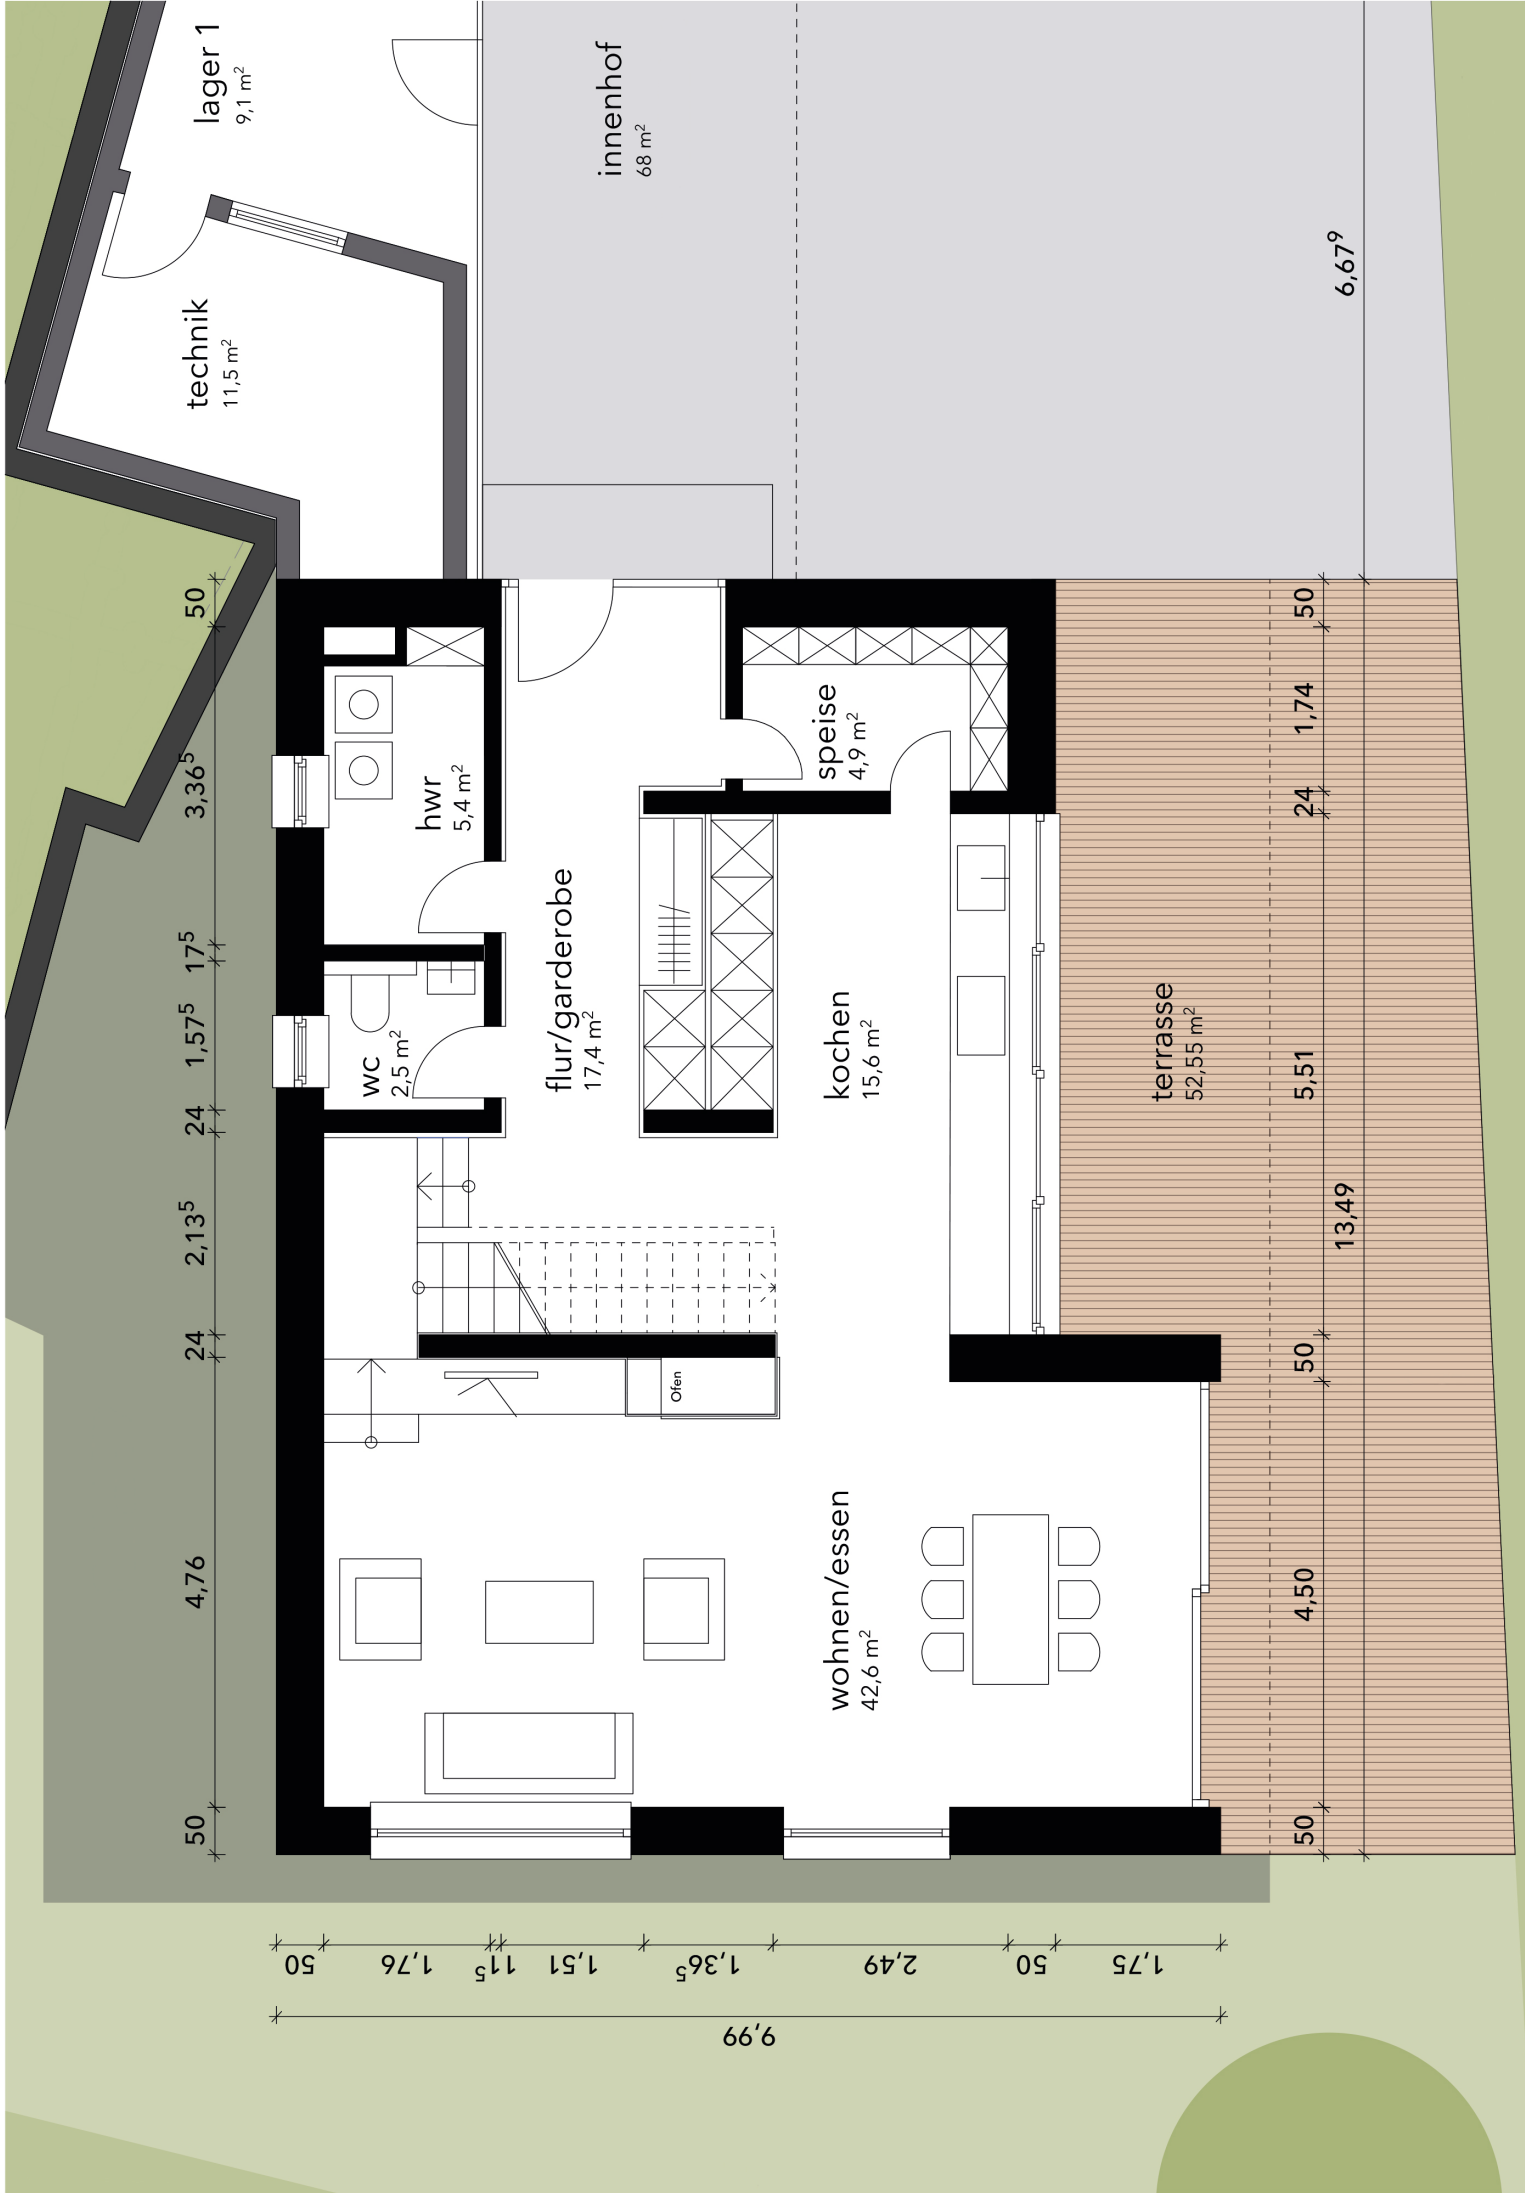 lager 1
9,1 m²
innenhof
68 m²
technik
11,5 m²
6,67⁹
50
3,36⁵
17⁵
1,57⁵
24
2,13⁵
24
4,76
50
hwr
5,4 m²
wc
2,5 m²
flur/garderobe
17,4 m²
speise
4,9 m²
kochen
15,6 m²
terrasse
52,55 m²
Ofen
wohnen/essen
42,6 m²
50
1,74
24
5,51
50
4,50
50
13,49
50
1,76
11⁵
1,51
1,36⁵
2,49
50
1,75
9,99